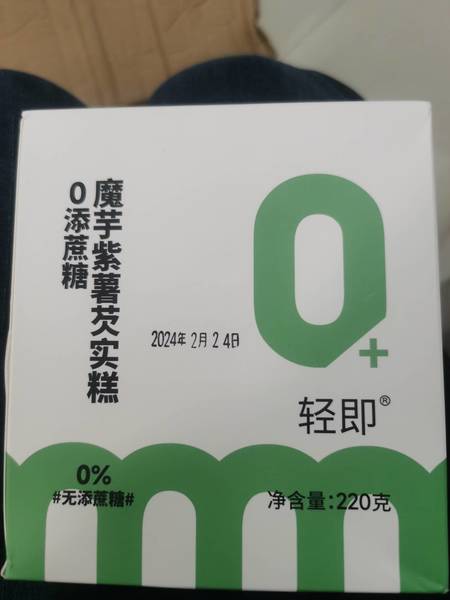 魔芋紫薯芡实糕
0添蔗糖
0+
轻即®
2024年2月24日
0%
#无添蔗糖#
净含量:220克